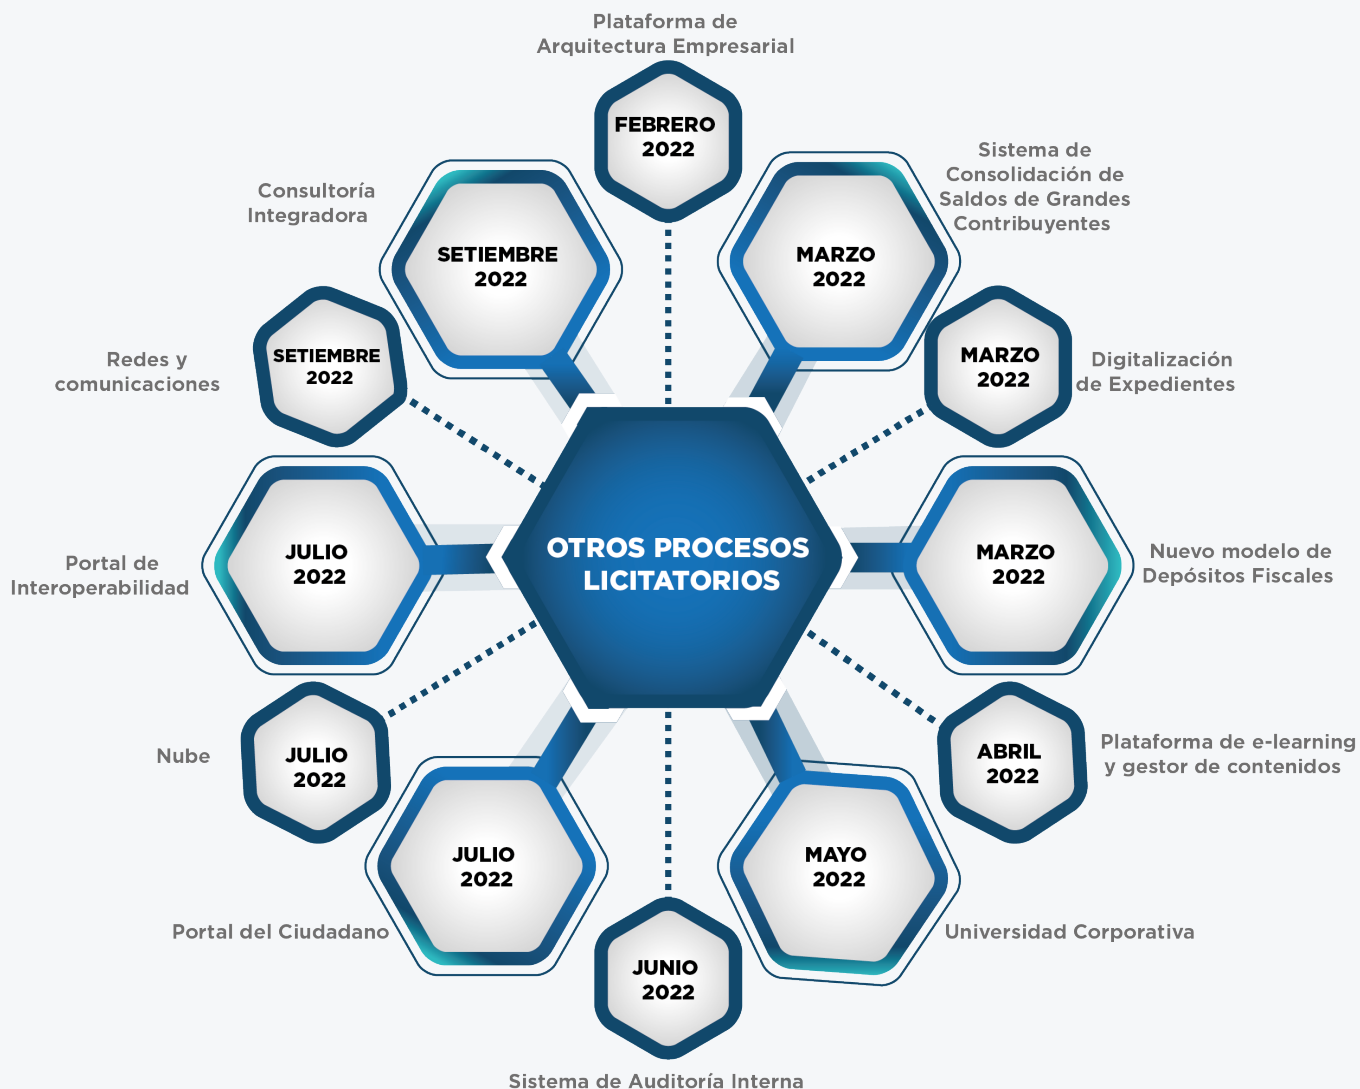 Plataforma de
Arquitectura Empresarial
FEBRERO
2022
Sistema de
Consolidación de
Saldos de Grandes
Contribuyentes
MARZO
2022
Digitalización
de Expedientes
MARZO
2022
Nuevo modelo de
Depósitos Fiscales
MARZO
2022
Plataforma de e-learning
y gestor de contenidos
ABRIL
2022
Universidad Corporativa
MAYO
2022
Sistema de Auditoría Interna
JUNIO
2022
Portal del Ciudadano
JULIO
2022
Nube
JULIO
2022
Portal de
Interoperabilidad
JULIO
2022
Redes y
comunicaciones
SETIEMBRE
2022
Consultoría
Integradora
SETIEMBRE
2022
OTROS PROCESOS
LICITATORIOS